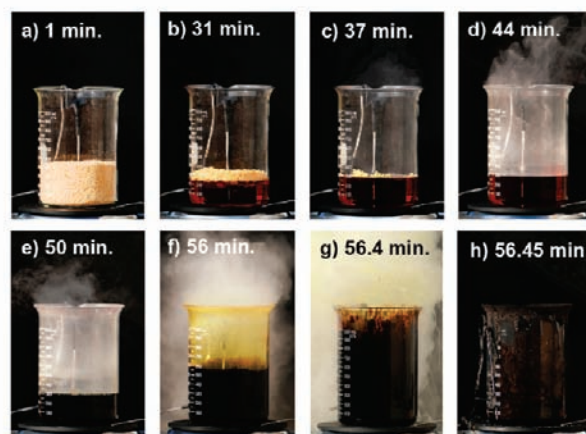 a) 1 min.
b) 31 min.
c) 37 min.
d) 44 min.
e) 50 min.
f) 56 min.
g) 56.4 min.
h) 56.45 min